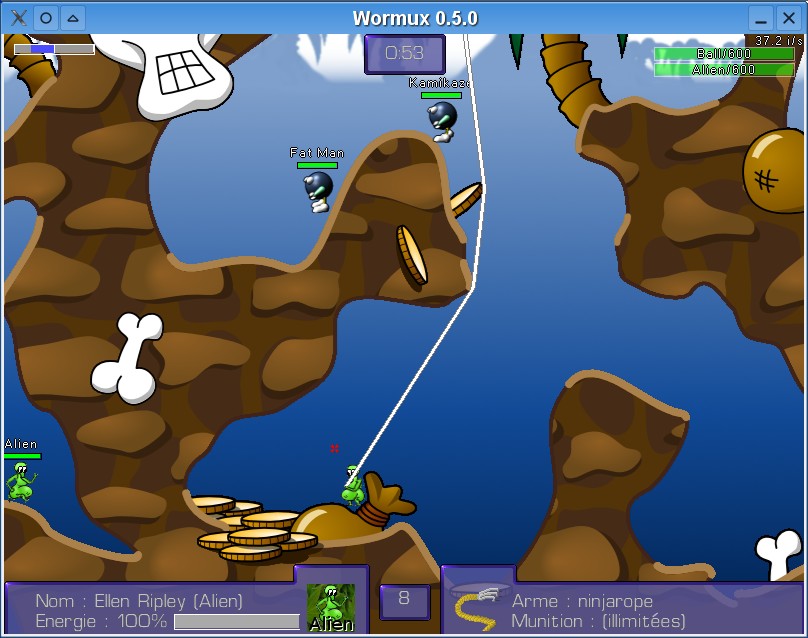 Wormux 0.5.0
37.2 i/s
0:53
Ball/600
Alien/600
Kamikaze
Fat Man
Alien
Nom : Ellen Ripley (Alien)
Energie : 100%
Alien
8
Arme : ninjarope
Munition : (illimitées)